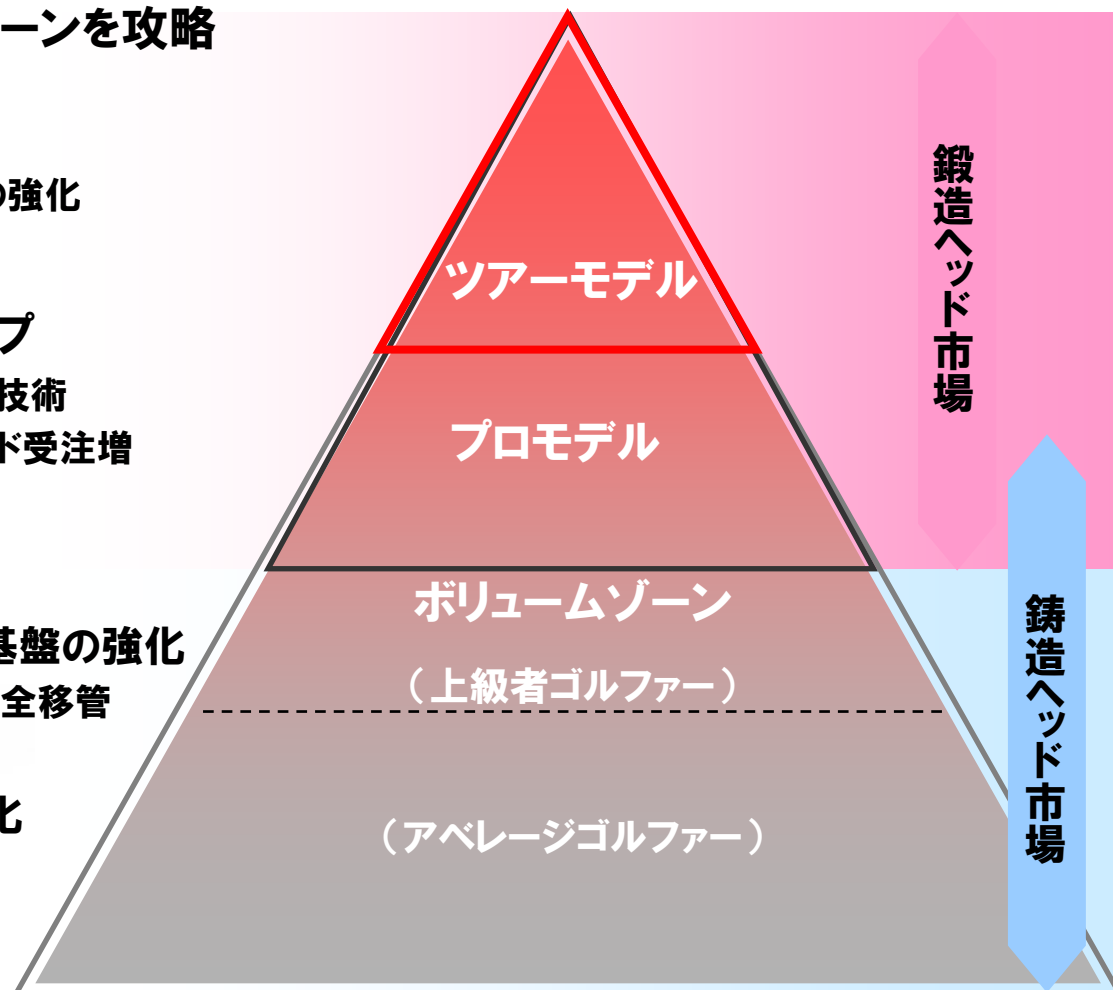 ーンを攻略
の強化
プ
技術
ド受注増
基盤の強化
全移管
化
ツアーモデル
プロモデル
ボリュームゾーン
（上級者ゴルファー）
（アベレージゴルファー）
鍛造ヘッド市場
鋳造ヘッド市場